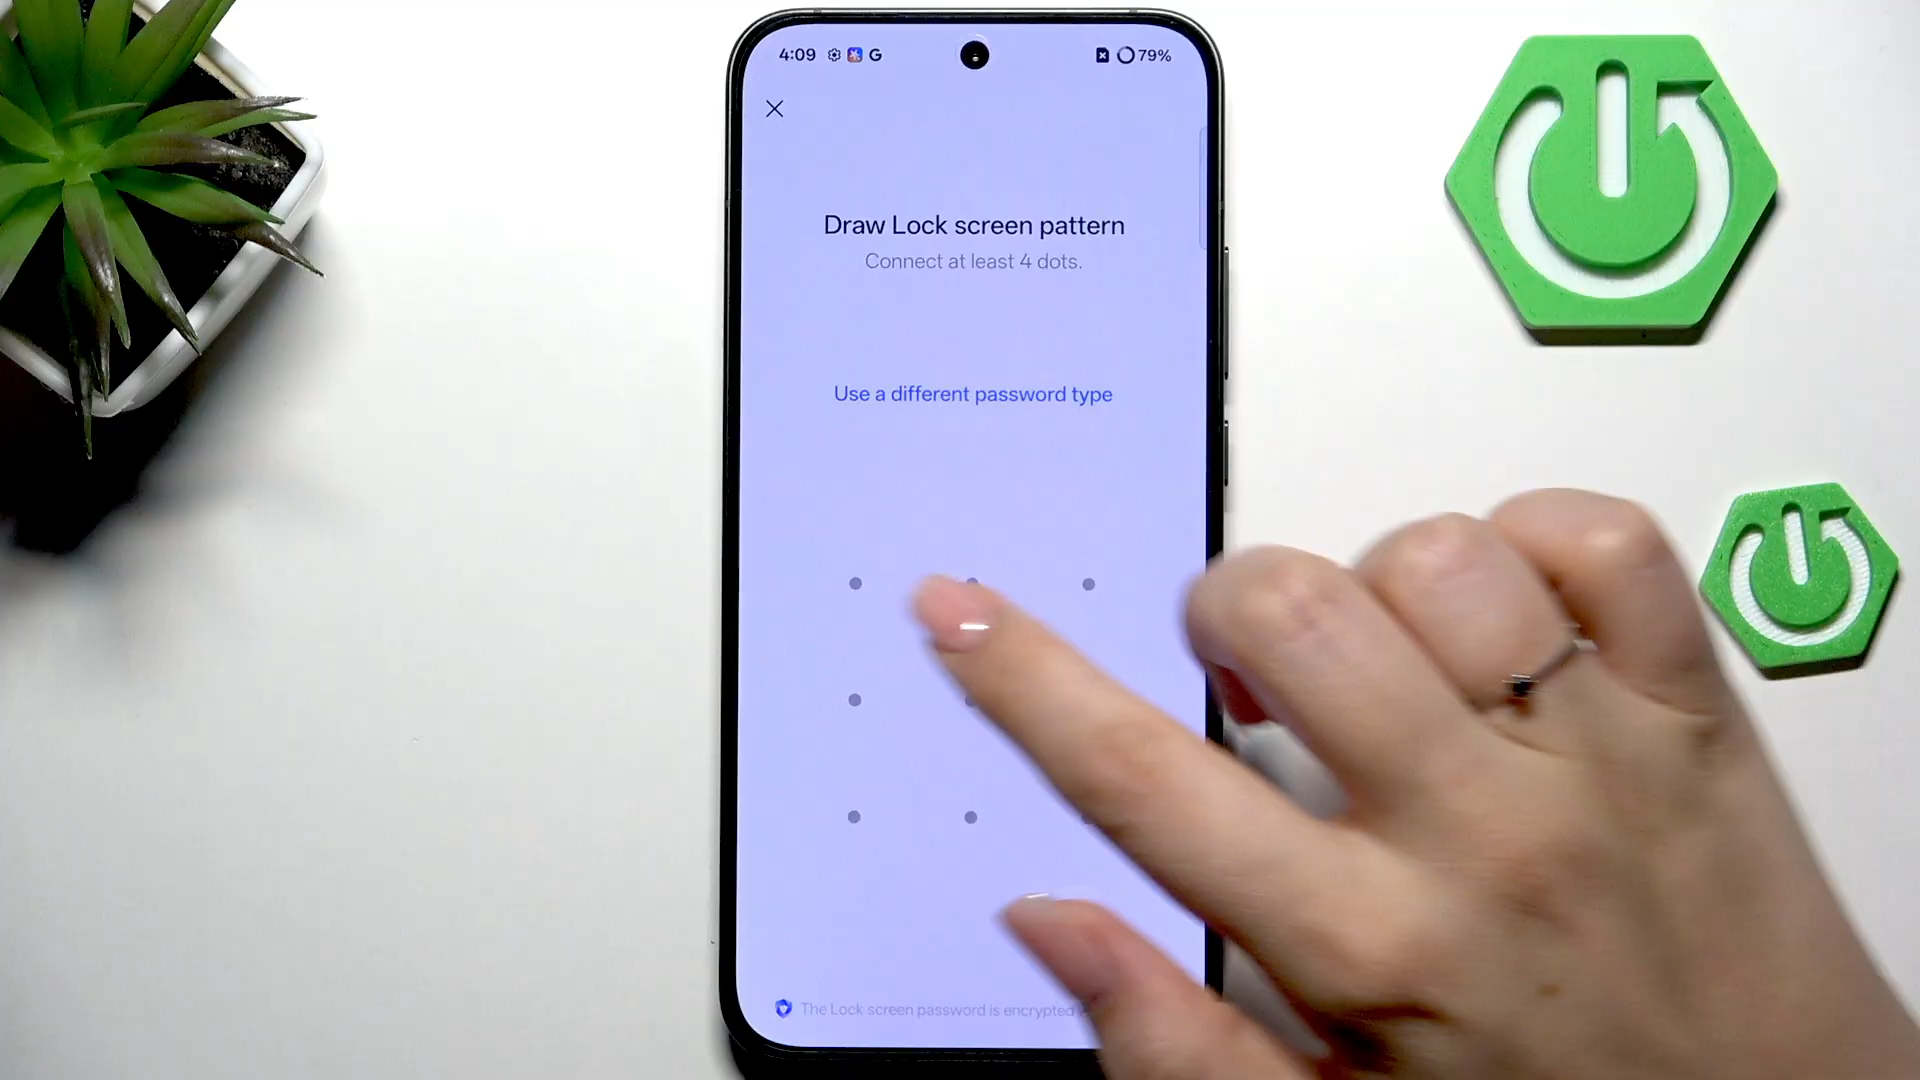 4:09 G 79%
Draw Lock screen pattern
Connect at least 4 dots.
Use a different password type
The Lock screen password is encrypted